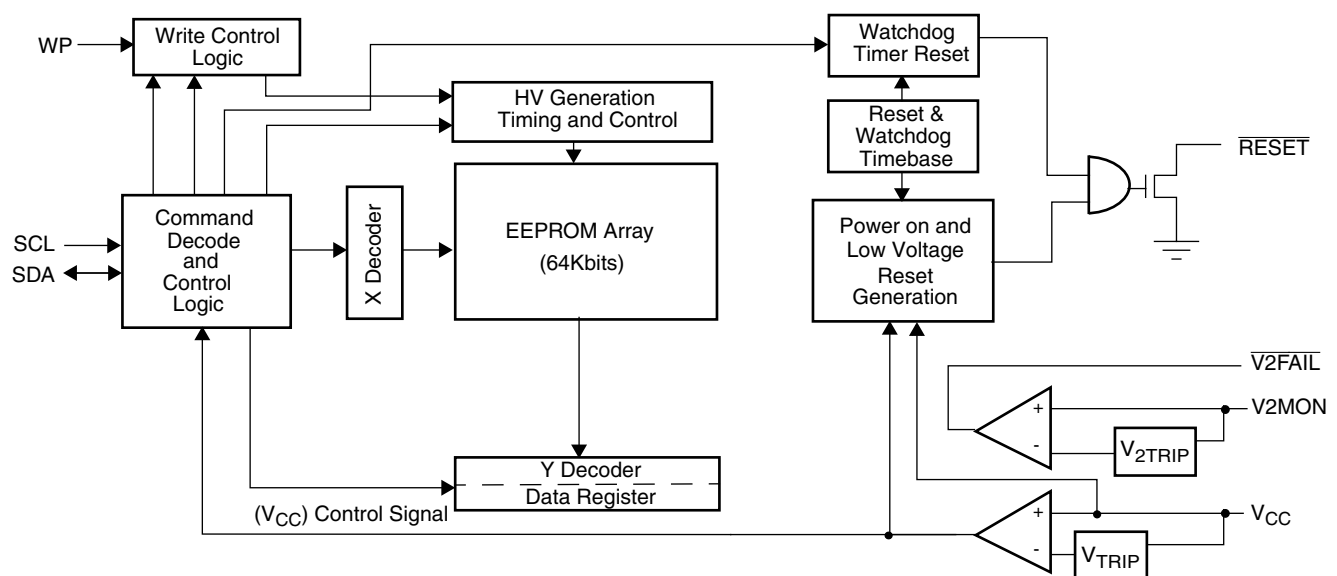 WP
Write Control
Logic
Watchdog
Timer Reset
HV Generation
Timing and Control
Reset &
Watchdog
Timebase
RESET
SCL
SDA
Command
Decode
and
Control
Logic
X Decoder
EEPROM Array
(64Kbits)
Power on and
Low Voltage
Reset
Generation
V2FAIL
+
V2MON
-
V2TRIP
Y Decoder
Data Register
(VCC) Control Signal
+
VCC
-
VTRIP